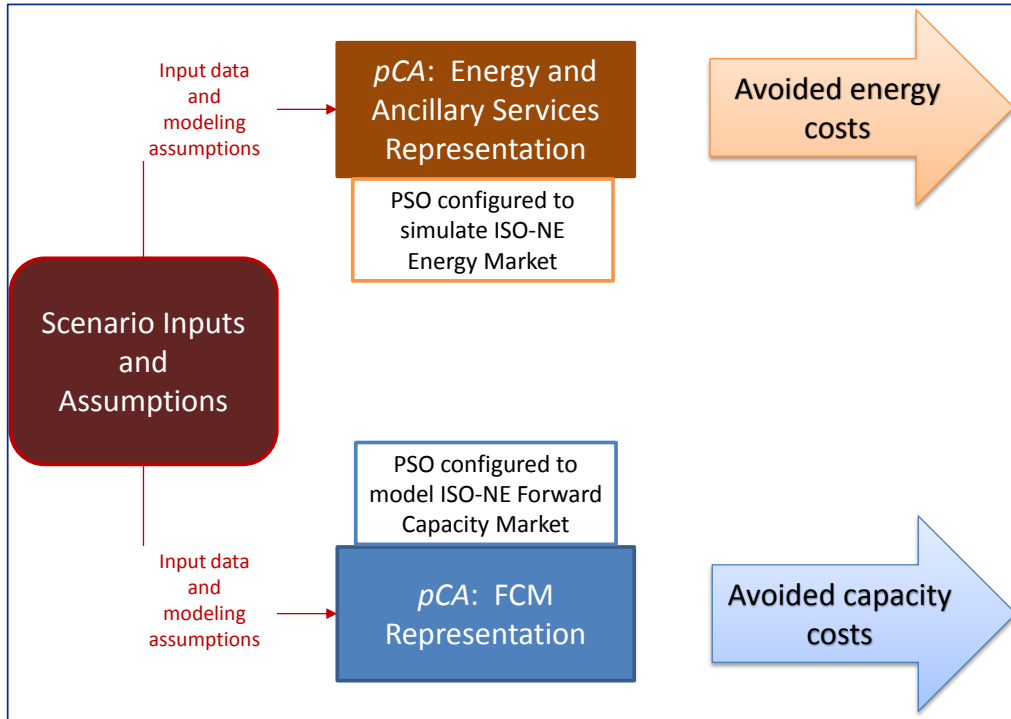 Input data
and
modeling
assumptions
pCA:  Energy and
Ancillary Services
Representation
Avoided energy
costs
PSO configured to
simulate ISO-NE
Energy Market
Scenario Inputs
and
Assumptions
PSO configured to
model ISO-NE Forward
Capacity Market
Input data
and
modeling
assumptions
pCA:  FCM
Representation
Avoided capacity
costs